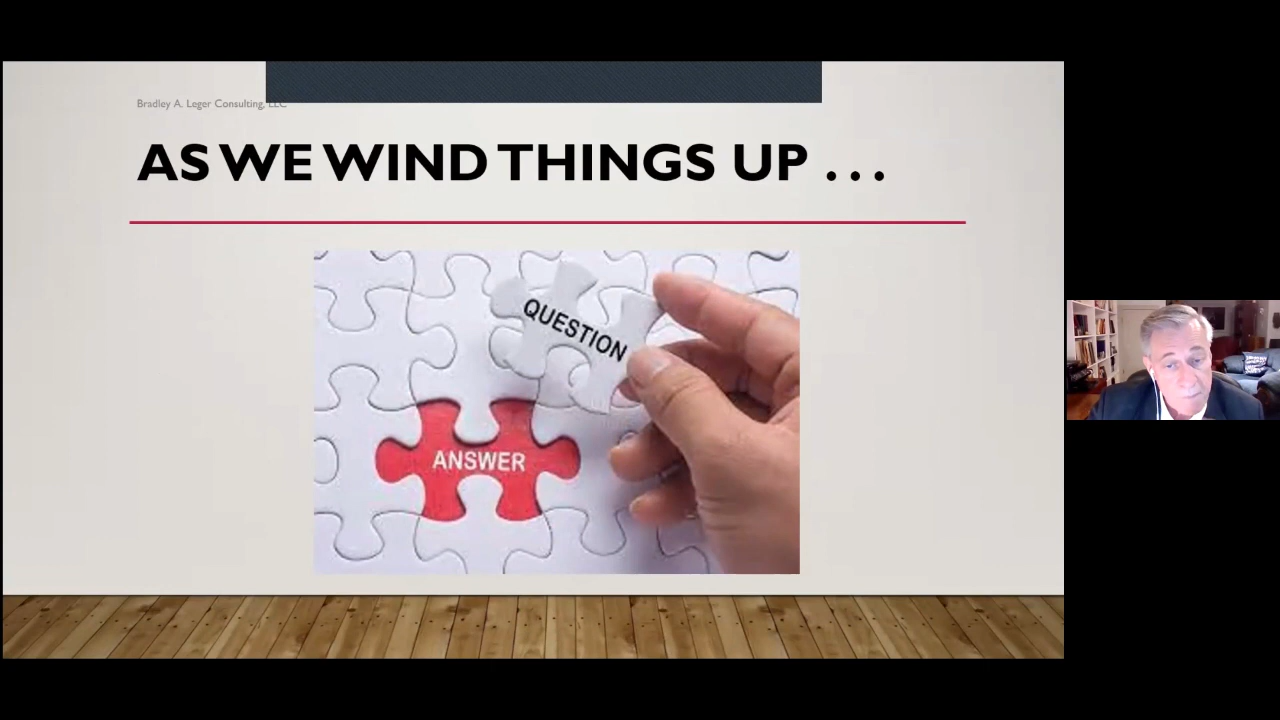 Bradley A. Leger Consulting, LLC
AS WE WIND THINGS UP . . .
QUESTION
ANSWER